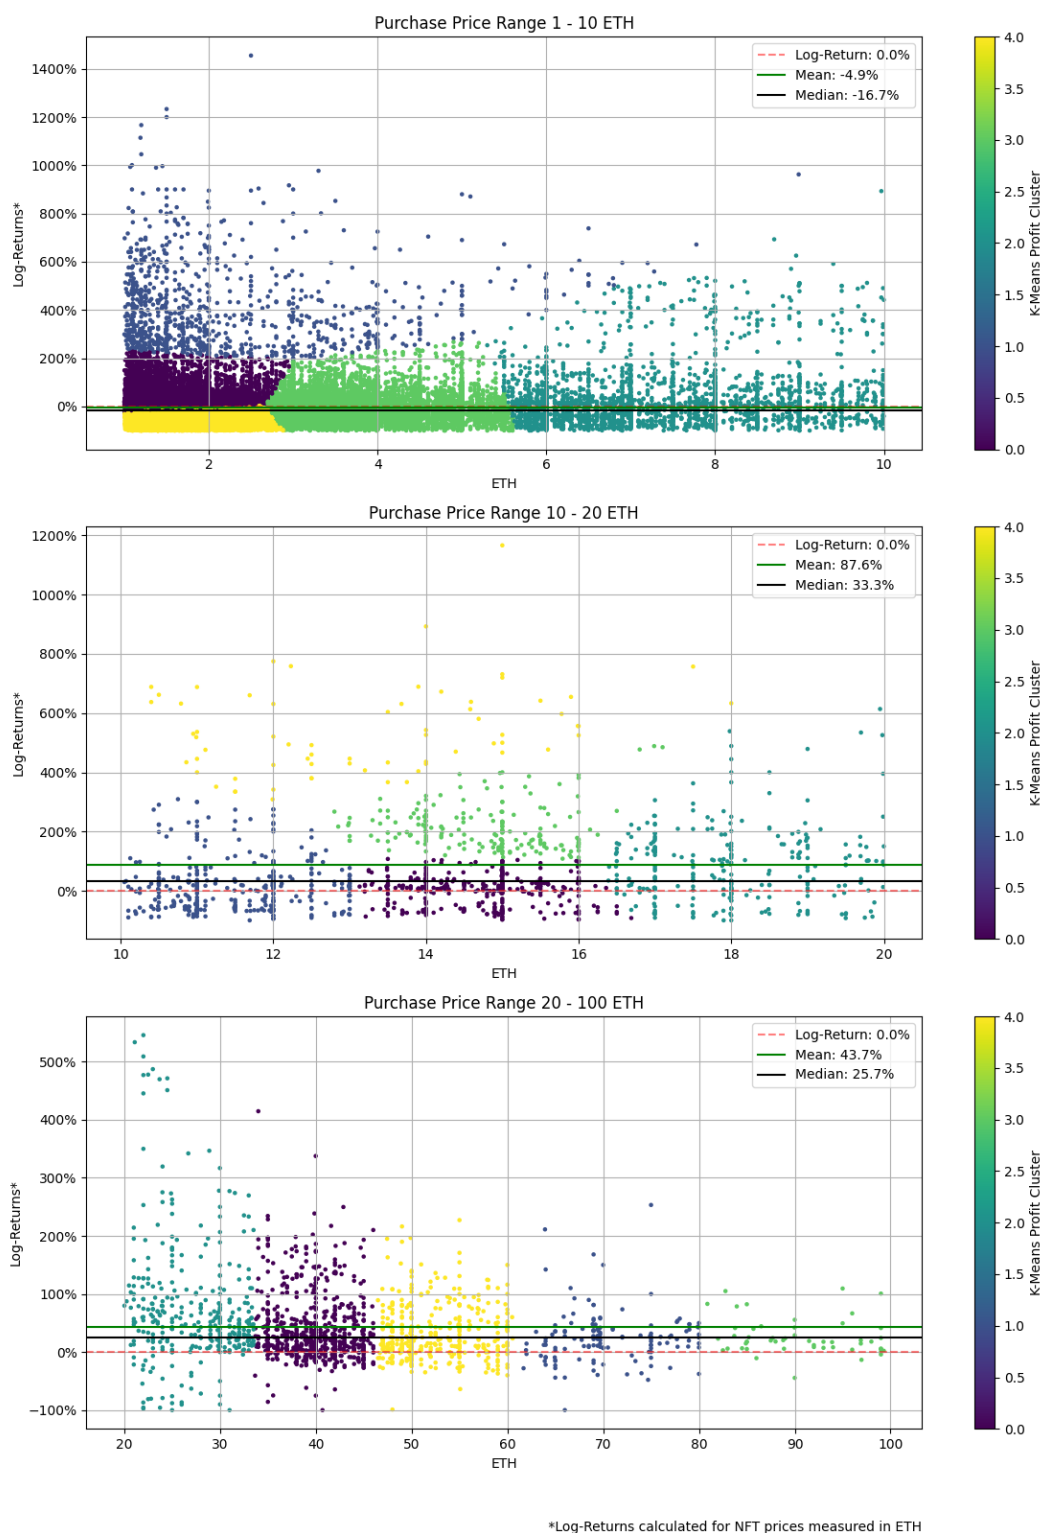 Purchase Price Range 1 - 10 ETH
Log-Returns*
1400%
1200%
1000%
800%
600%
400%
200%
0%
Log-Return: 0.0%
Mean: -4.9%
Median: -16.7%
2 4 6 8 10
ETH
4.0
3.5
3.0
2.5
2.0
1.5
1.0
0.5
0.0
K-Means Profit Cluster
Purchase Price Range 10 - 20 ETH
Log-Returns*
1200%
1000%
800%
600%
400%
200%
0%
Log-Return: 0.0%
Mean: 87.6%
Median: 33.3%
10 12 14 16 18 20
ETH
4.0
3.5
3.0
2.5
2.0
1.5
1.0
0.5
0.0
K-Means Profit Cluster
Purchase Price Range 20 - 100 ETH
Log-Returns*
500%
400%
300%
200%
100%
0%
−100%
Log-Return: 0.0%
Mean: 43.7%
Median: 25.7%
20 30 40 50 60 70 80 90 100
ETH
4.0
3.5
3.0
2.5
2.0
1.5
1.0
0.5
0.0
K-Means Profit Cluster
*Log-Returns calculated for NFT prices measured in ETH